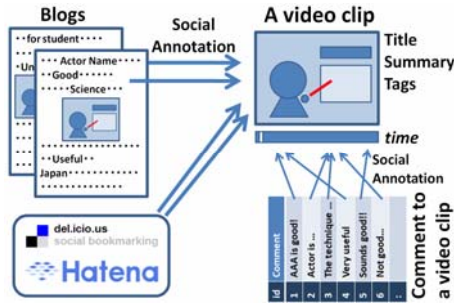 Blogs
Social
Annotation
A video clip
··for student
Un
···Actor Name···
··Good·········
·····Science····
···Useful···
Japan·········
Title
Summary
Tags
time
Social
Annotation
del.icio.us
social bookmarking
Hatena
Comment to
a video clip
id Comment
1 AAA is good!
2 Actor is ...
3 The technique ...
4 Very useful
5 Sounds good!!
6 Not good...
: